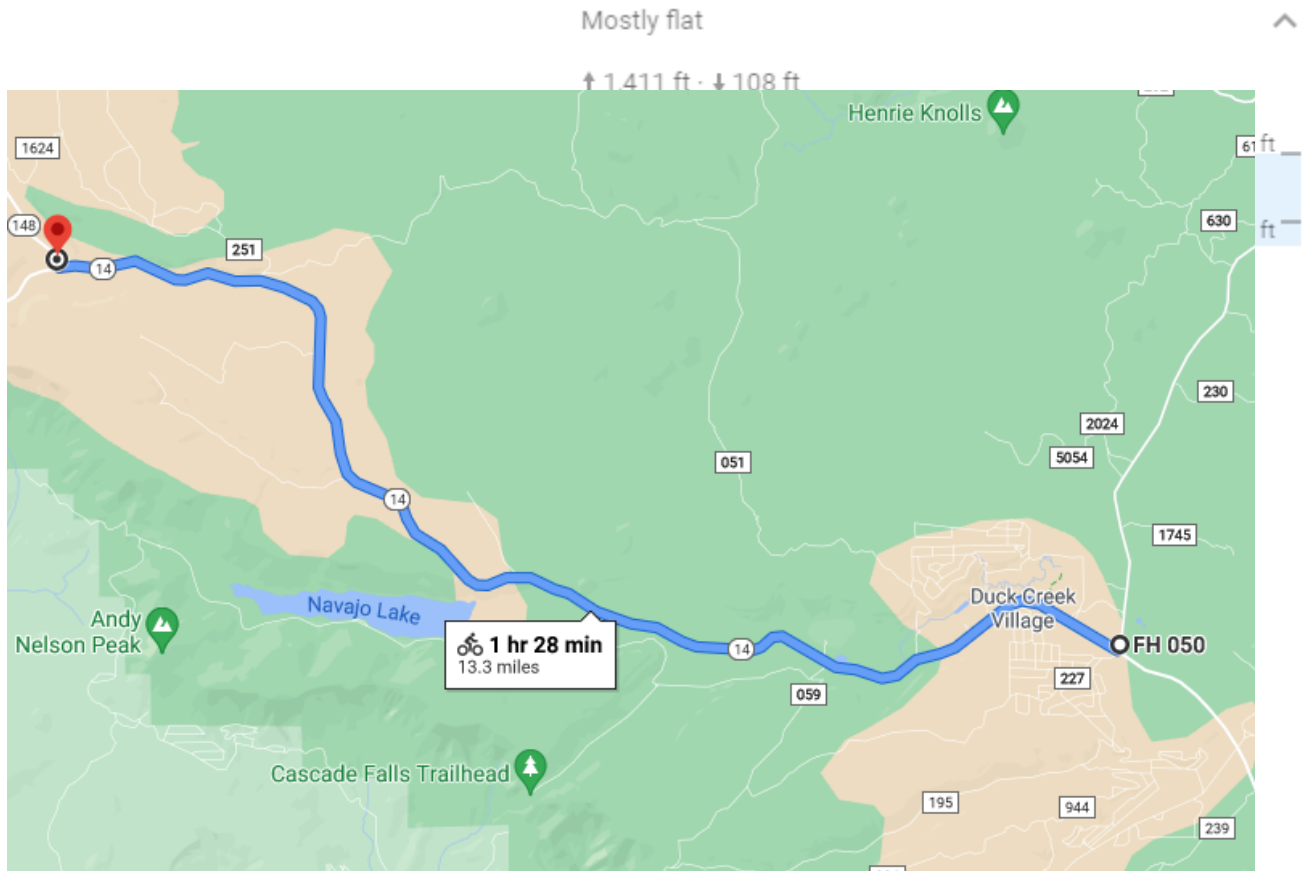 Mostly flat
1,411 ft · 108 ft
Henrie Knolls
1624
61
ft
148
630
ft
251
14
230
2024
051
5054
14
1745
Navajo Lake
Duck Creek
Village
Andy
Nelson Peak
1 hr 28 min
13.3 miles
14
FH 050
059
227
Cascade Falls Trailhead
195
944
239